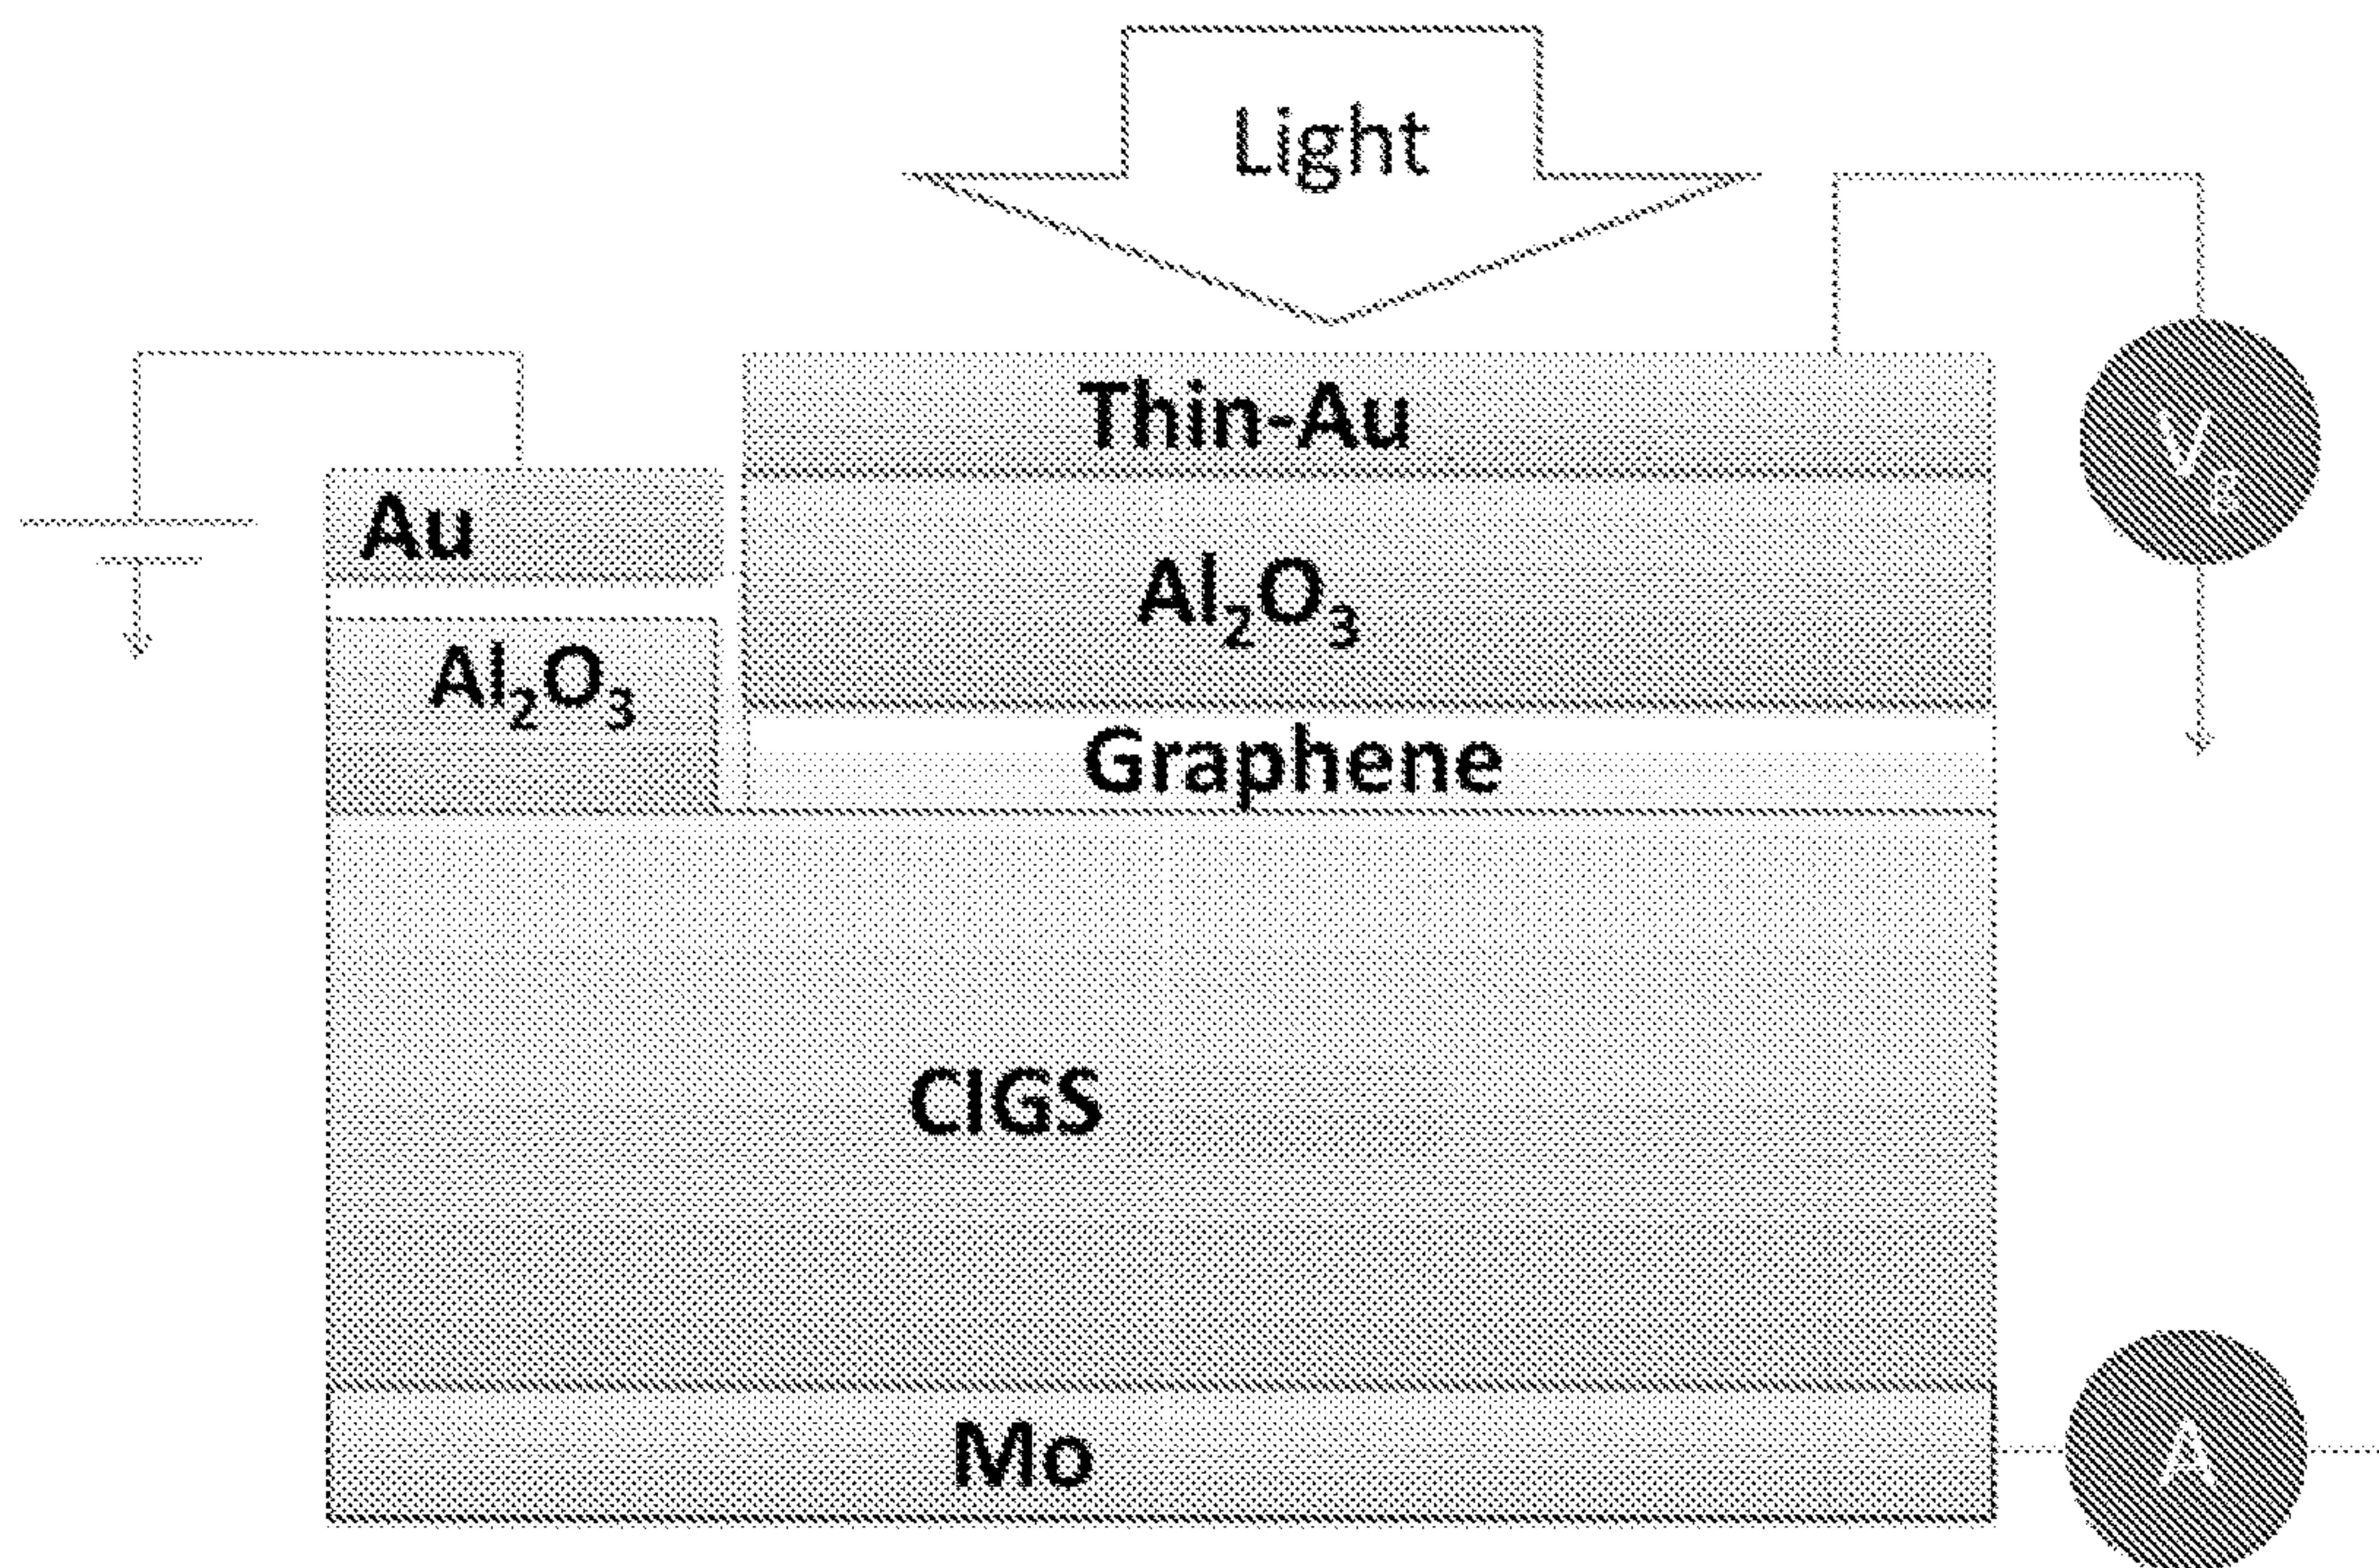 Light
Thin-Au
Au
Al₂O₃
Al₂O₃
Graphene
CIGS
Mo
A